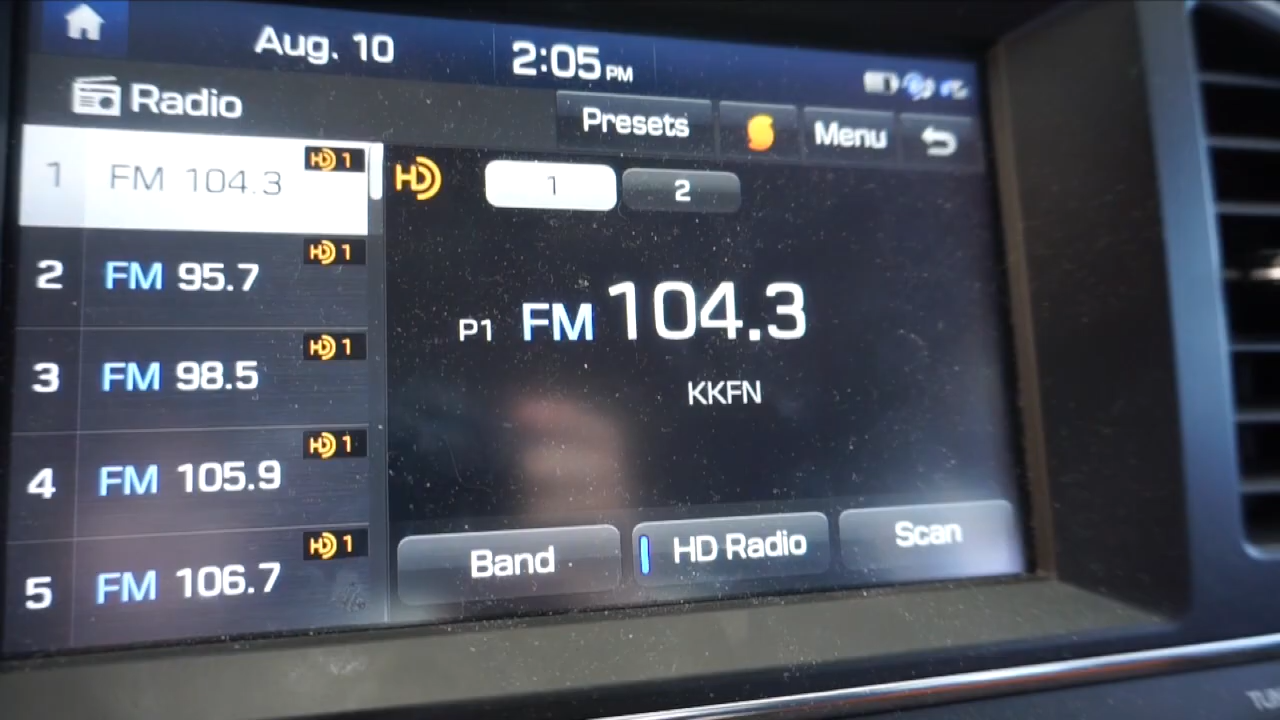 Aug. 10 2:05 PM
Radio
Presets Menu
1 FM 104.3 HD 1
2 FM 95.7 HD 1
3 FM 98.5 HD 1
4 FM 105.9 HD 1
5 FM 106.7 HD 1
HD 1 2
P1 FM 104.3
KKFN
Band HD Radio Scan